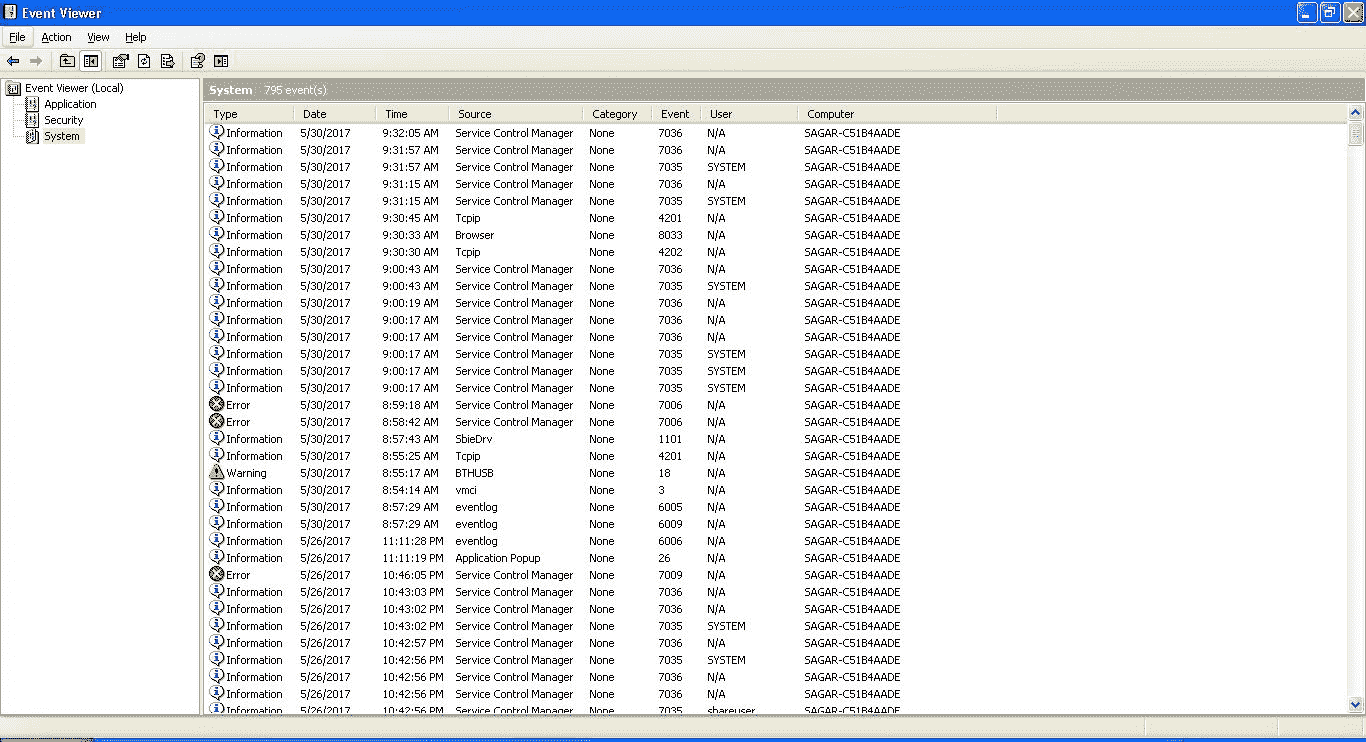 Event Viewer
File Action View Help
Event Viewer (Local)
Application
Security
System
System 795 event(s)
Type Date Time Source Category Event User Computer
Information 5/30/2017 9:32:05 AM Service Control Manager None 7036 N/A SAGAR-C51B4AADE
Information 5/30/2017 9:31:57 AM Service Control Manager None 7036 N/A SAGAR-C51B4AADE
Information 5/30/2017 9:31:57 AM Service Control Manager None 7035 SYSTEM SAGAR-C51B4AADE
Information 5/30/2017 9:31:15 AM Service Control Manager None 7036 N/A SAGAR-C51B4AADE
Information 5/30/2017 9:31:15 AM Service Control Manager None 7035 SYSTEM SAGAR-C51B4AADE
Information 5/30/2017 9:30:45 AM Tcpip None 4201 N/A SAGAR-C51B4AADE
Information 5/30/2017 9:30:33 AM Browser None 8033 N/A SAGAR-C51B4AADE
Information 5/30/2017 9:30:30 AM Tcpip None 4202 N/A SAGAR-C51B4AADE
Information 5/30/2017 9:00:43 AM Service Control Manager None 7036 N/A SAGAR-C51B4AADE
Information 5/30/2017 9:00:43 AM Service Control Manager None 7035 SYSTEM SAGAR-C51B4AADE
Information 5/30/2017 9:00:19 AM Service Control Manager None 7036 N/A SAGAR-C51B4AADE
Information 5/30/2017 9:00:17 AM Service Control Manager None 7036 N/A SAGAR-C51B4AADE
Information 5/30/2017 9:00:17 AM Service Control Manager None 7036 N/A SAGAR-C51B4AADE
Information 5/30/2017 9:00:17 AM Service Control Manager None 7035 SYSTEM SAGAR-C51B4AADE
Information 5/30/2017 9:00:17 AM Service Control Manager None 7035 SYSTEM SAGAR-C51B4AADE
Information 5/30/2017 9:00:17 AM Service Control Manager None 7035 SYSTEM SAGAR-C51B4AADE
Error 5/30/2017 8:59:18 AM Service Control Manager None 7006 N/A SAGAR-C51B4AADE
Error 5/30/2017 8:58:42 AM Service Control Manager None 7006 N/A SAGAR-C51B4AADE
Information 5/30/2017 8:57:43 AM SbieDrv None 1101 N/A SAGAR-C51B4AADE
Information 5/30/2017 8:55:25 AM Tcpip None 4201 N/A SAGAR-C51B4AADE
Warning 5/30/2017 8:55:17 AM BTHUSB None 18 N/A SAGAR-C51B4AADE
Information 5/30/2017 8:54:14 AM vmci None 3 N/A SAGAR-C51B4AADE
Information 5/30/2017 8:57:29 AM eventlog None 6005 N/A SAGAR-C51B4AADE
Information 5/30/2017 8:57:29 AM eventlog None 6009 N/A SAGAR-C51B4AADE
Information 5/26/2017 11:11:28 PM eventlog None 6006 N/A SAGAR-C51B4AADE
Information 5/26/2017 11:11:19 PM Application Popup None 26 N/A SAGAR-C51B4AADE
Error 5/26/2017 10:46:05 PM Service Control Manager None 7009 N/A SAGAR-C51B4AADE
Information 5/26/2017 10:43:03 PM Service Control Manager None 7036 N/A SAGAR-C51B4AADE
Information 5/26/2017 10:43:02 PM Service Control Manager None 7036 N/A SAGAR-C51B4AADE
Information 5/26/2017 10:43:02 PM Service Control Manager None 7035 SYSTEM SAGAR-C51B4AADE
Information 5/26/2017 10:42:57 PM Service Control Manager None 7036 N/A SAGAR-C51B4AADE
Information 5/26/2017 10:42:56 PM Service Control Manager None 7035 SYSTEM SAGAR-C51B4AADE
Information 5/26/2017 10:42:56 PM Service Control Manager None 7036 N/A SAGAR-C51B4AADE
Information 5/26/2017 10:42:56 PM Service Control Manager None 7036 N/A SAGAR-C51B4AADE
Information 5/26/2017 10:42:56 PM Service Control Manager None 7035 shareuser SAGAR-C51B4AADE